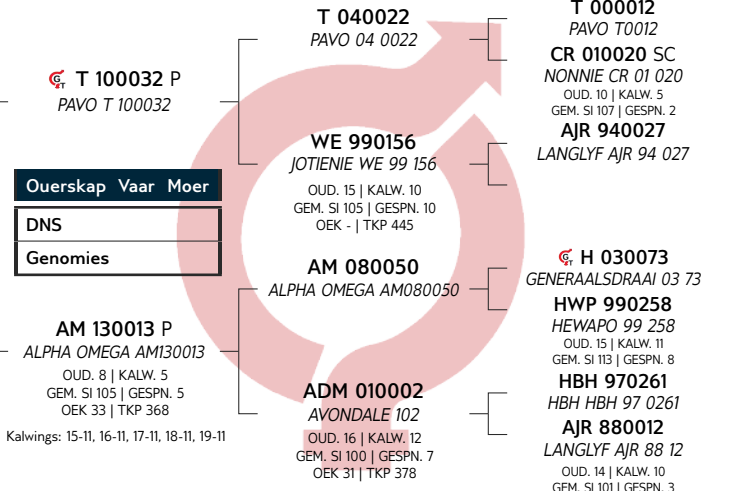 T 100032 P
PAVO T 100032
Ouerskap Vaar Moer
DNS
Genomies
AM 130013 P
ALPHA OMEGA AM130013
OUD. 8 | KALW. 5
GEM. SI 105 | GESPN. 5
OEK 33 | TKP 368
Kalwings: 15-11, 16-11, 17-11, 18-11, 19-11
T 040022
PAVO 04 0022
WE 990156
JOTIENIE WE 99 156
OUD. 15 | KALW. 10
GEM. SI 105 | GESPN. 10
OEK - | TKP 445
AM 080050
ALPHA OMEGA AM080050
ADM 010002
AVONDALE 102
OUD. 16 | KALW. 12
GEM. SI 100 | GESPN. 7
OEK 31 | TKP 378
T 000012
PAVO T0012
CR 010020 SC
NONNIE CR 01 020
OUD. 10 | KALW. 5
GEM. SI 107 | GESPN. 2
AJR 940027
LANGLYF AJR 94 027
H 030073
GENERAALSDRAAI 03 73
HWP 990258
HEWAPO 99 258
OUD. 15 | KALW. 11
GEM. SI 113 | GESPN. 8
HBH 970261
HBH HBH 97 0261
AJR 880012
LANGLYF AJR 88 12
OUD. 14 | KALW. 10
GEM. SI 101 | GESPN. 3